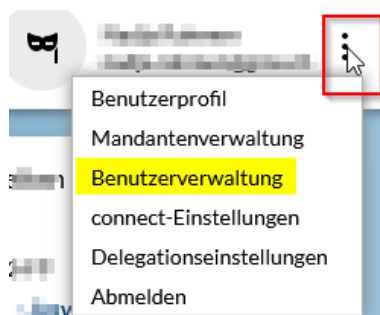 Benutzerprofil
Mandantenverwaltung
Benutzerverwaltung
connect-Einstellungen
Delegationseinstellungen
Abmelden